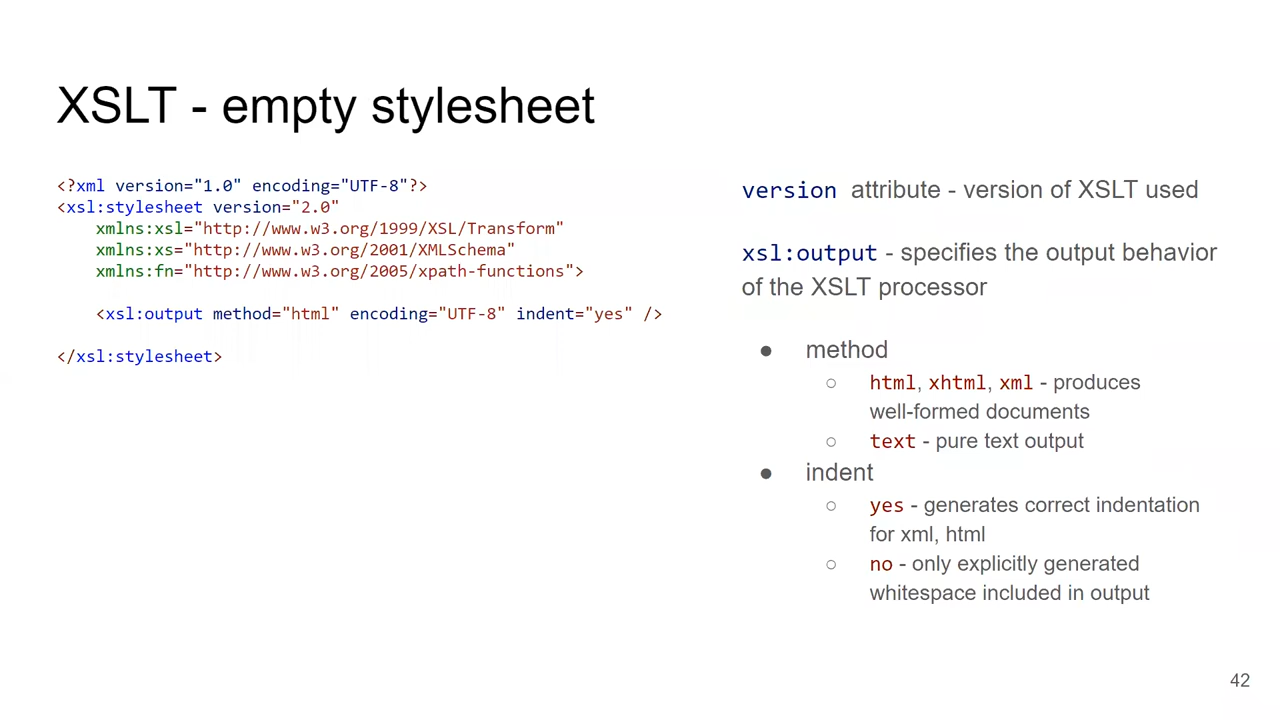 XSLT - empty stylesheet
<?xml version="1.0" encoding="UTF-8"?>
<xsl:stylesheet version="2.0"
xmlns:xsl="http://www.w3.org/1999/XSL/Transform"
xmlns:xs="http://www.w3.org/2001/XMLSchema"
xmlns:fn="http://www.w3.org/2005/xpath-functions">
<xsl:output method="html" encoding="UTF-8" indent="yes" />
</xsl:stylesheet>
version attribute - version of XSLT used
xsl:output - specifies the output behavior
of the XSLT processor
● method
○ html, xhtml, xml - produces
well-formed documents
○ text - pure text output
● indent
○ yes - generates correct indentation
for xml, html
○ no - only explicitly generated
whitespace included in output
42